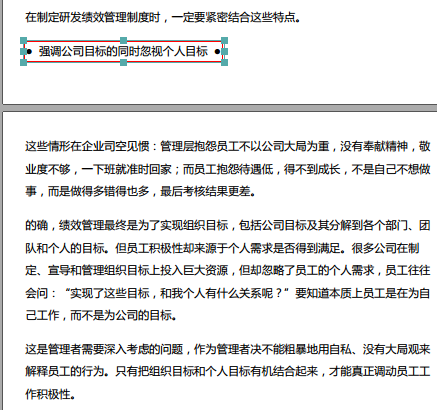 在制定研发绩效管理制度时，一定要紧密结合这些特点。
● 强调公司目标的同时忽视个人目标 ●
这些情形在企业司空见惯：管理层抱怨员工不以公司大局为重，没有奉献精神，敬
业度不够，一下班就准时回家；而员工抱怨待遇低，得不到成长，不是自己不想做
事，而是做得多错得也多，最后考核结果更差。
的确，绩效管理最终是为了实现组织目标，包括公司目标及其分解到各个部门、团
队和个人的目标。但员工积极性却来源于个人需求是否得到满足。很多公司在制
定、宣导和管理组织目标上投入巨大资源，但却忽略了员工的个人需求，员工往往
会问：“实现了这些目标，和我个人有什么关系呢？”要知道本质上员工是在为自
己工作，而不是为公司的目标。
这是管理者需要深入考虑的问题，作为管理者决不能粗暴地用自私、没有大局观来
解释员工的行为。只有把组织目标和个人目标有机结合起来，才能真正调动员工工
作积极性。